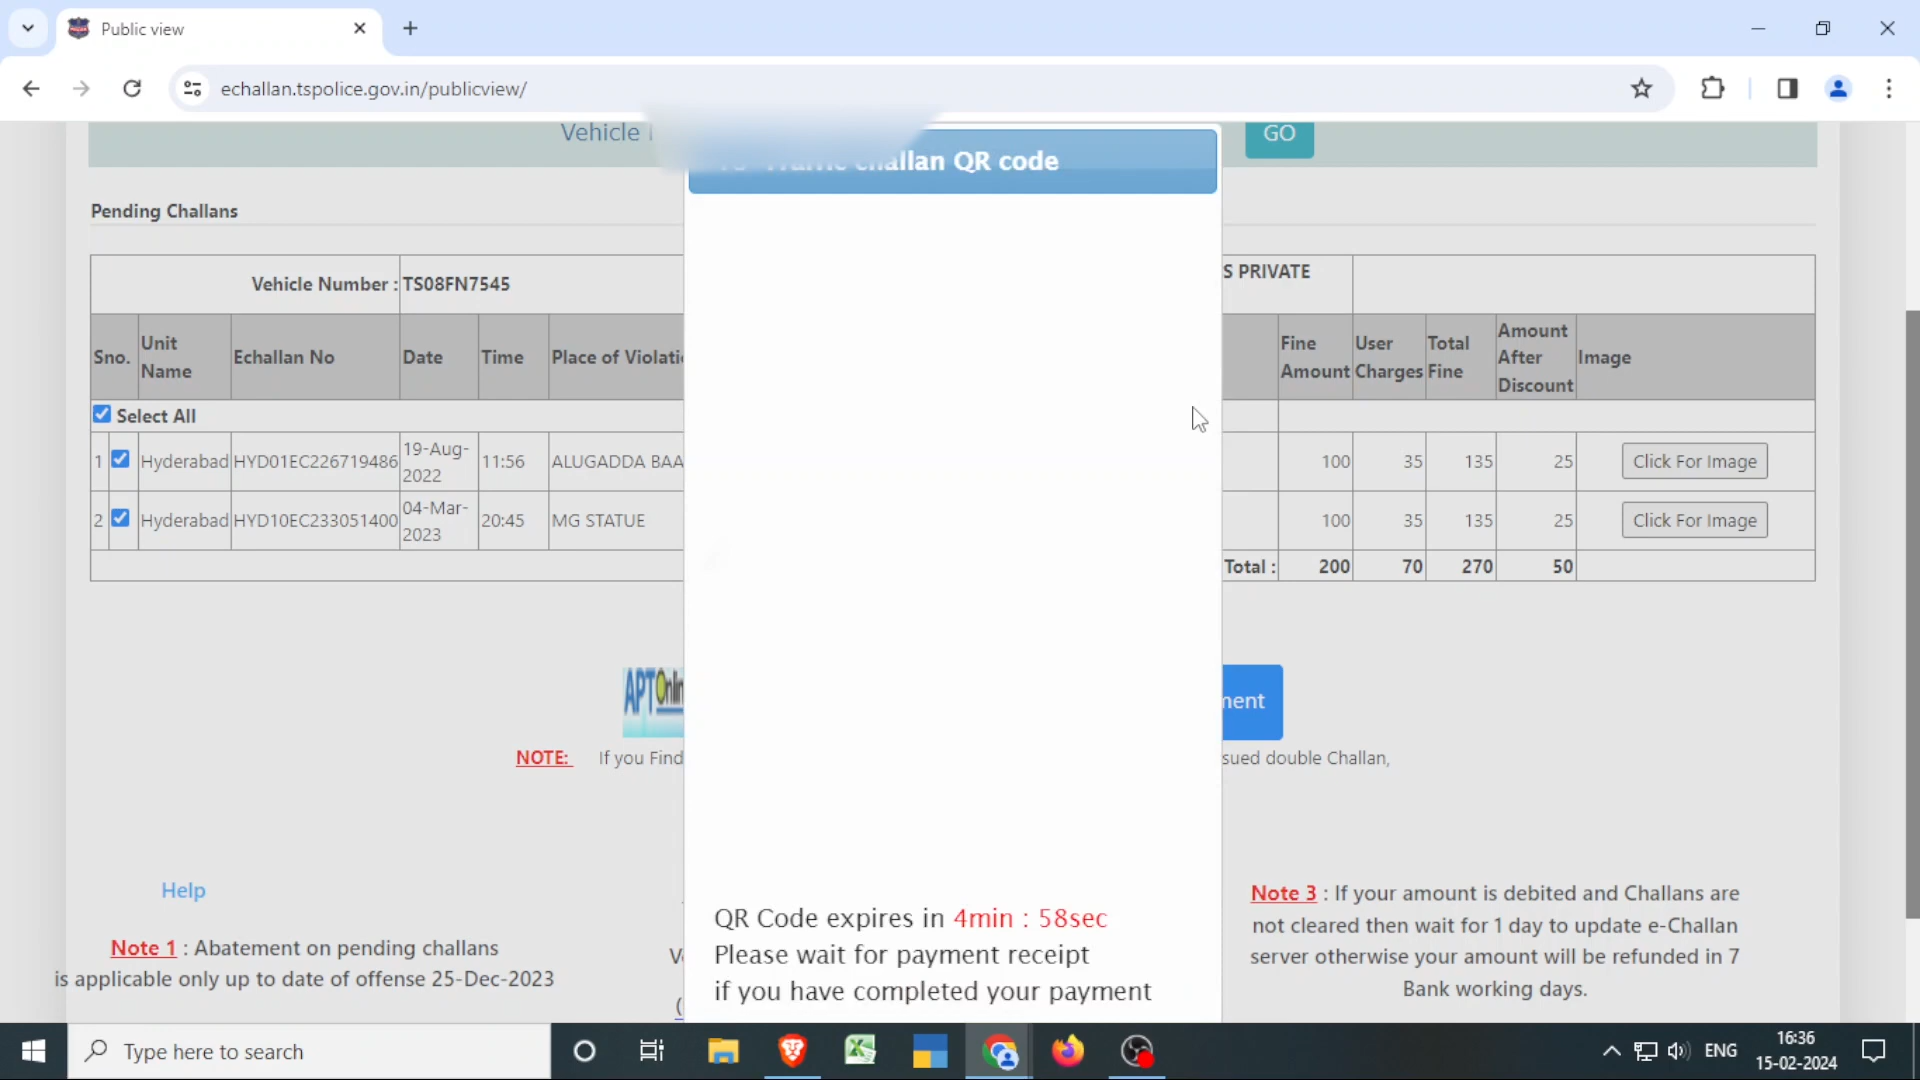 Public view
echallan.tspolice.gov.in/publicview/
Vehicle
GO
challan QR code
Pending Challans
Vehicle Number : TS08FN7545 S PRIVATE
Sno. Unit Name Echallan No Date Time Place of Violati Fine Amount User Charges Total Fine Amount After Discount Image
Select All
1 Hyderabad HYD01EC226719486 19-Aug-2022 11:56 ALUGADDA BAA 100 35 135 25 Click For Image
2 Hyderabad HYD10EC233051400 04-Mar-2023 20:45 MG STATUE 100 35 135 25 Click For Image
Total : 200 70 270 50
APTOnlin
ment
NOTE: If you Find sued double Challan,
Help
Note 1 : Abatement on pending challans
is applicable only up to date of offense 25-Dec-2023
QR Code expires in 4min : 58sec
Please wait for payment receipt
if you have completed your payment
Note 3 : If your amount is debited and Challans are
not cleared then wait for 1 day to update e-Challan
server otherwise your amount will be refunded in 7
Bank working days.
Type here to search
ENG
16:36
15-02-2024